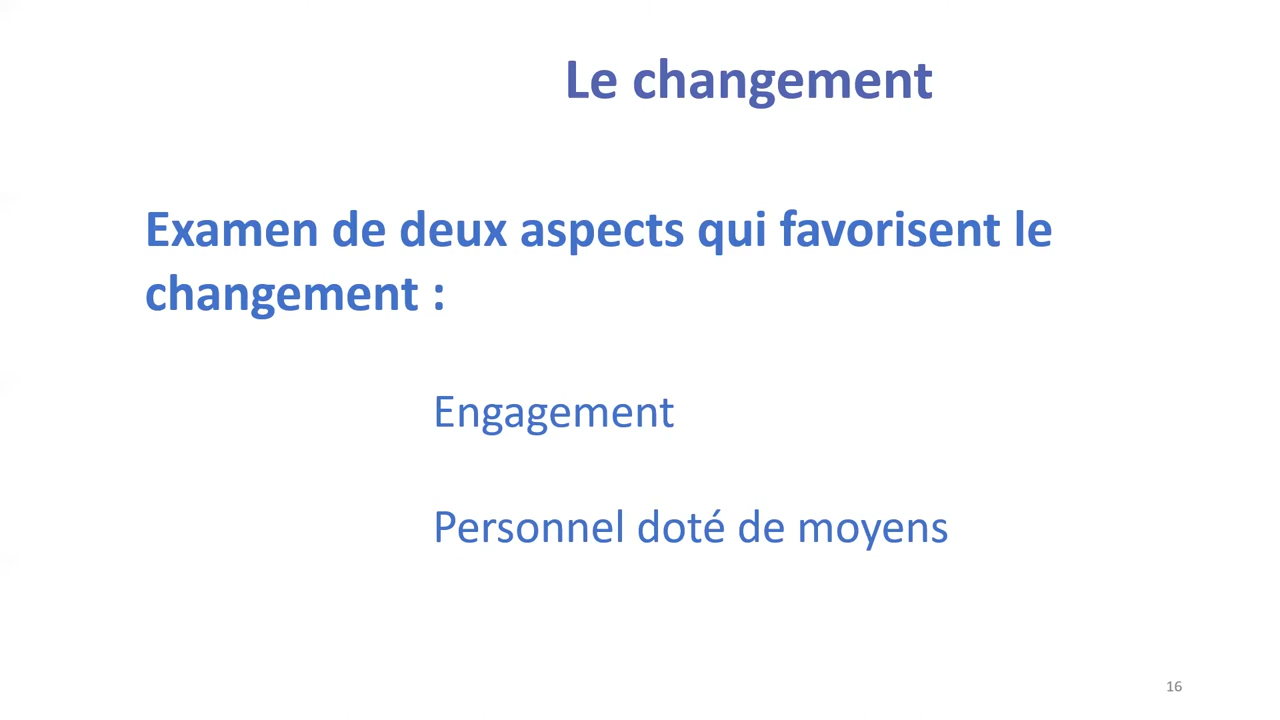 Le changement
Examen de deux aspects qui favorisent le
changement :
Engagement
Personnel doté de moyens
16